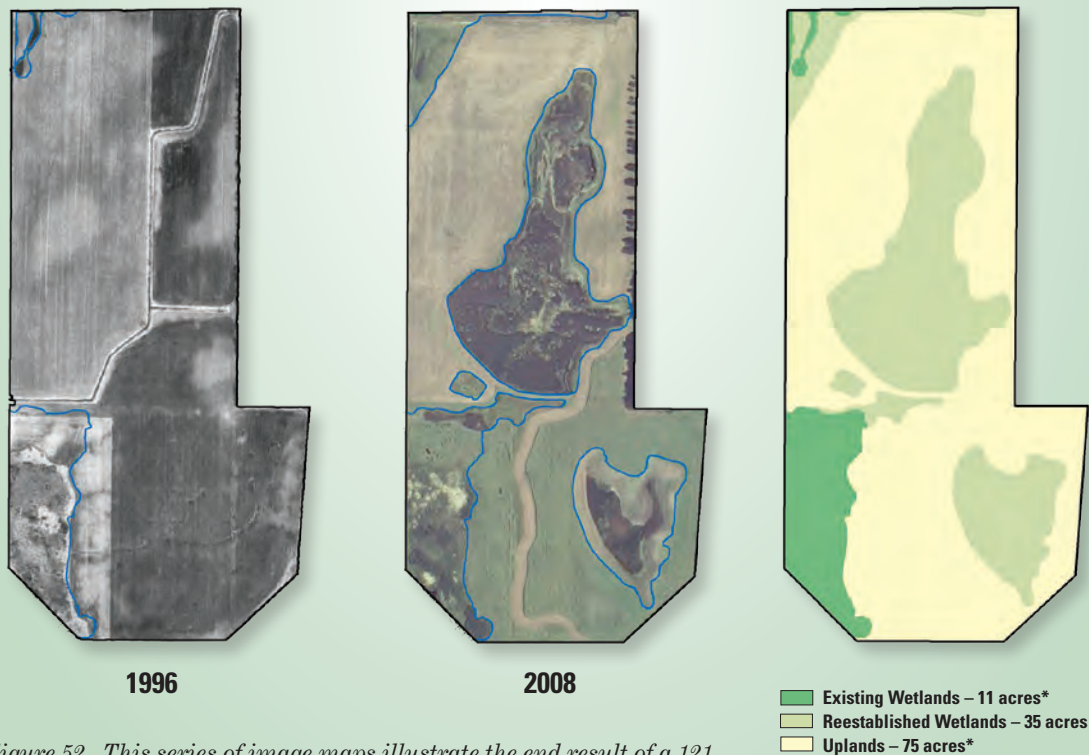 1996
2008
Existing Wetlands – 11 acres*
Reestablished Wetlands – 35 acres
Uplands – 75 acres*
52. This series of image maps illustrate the end result of a 121